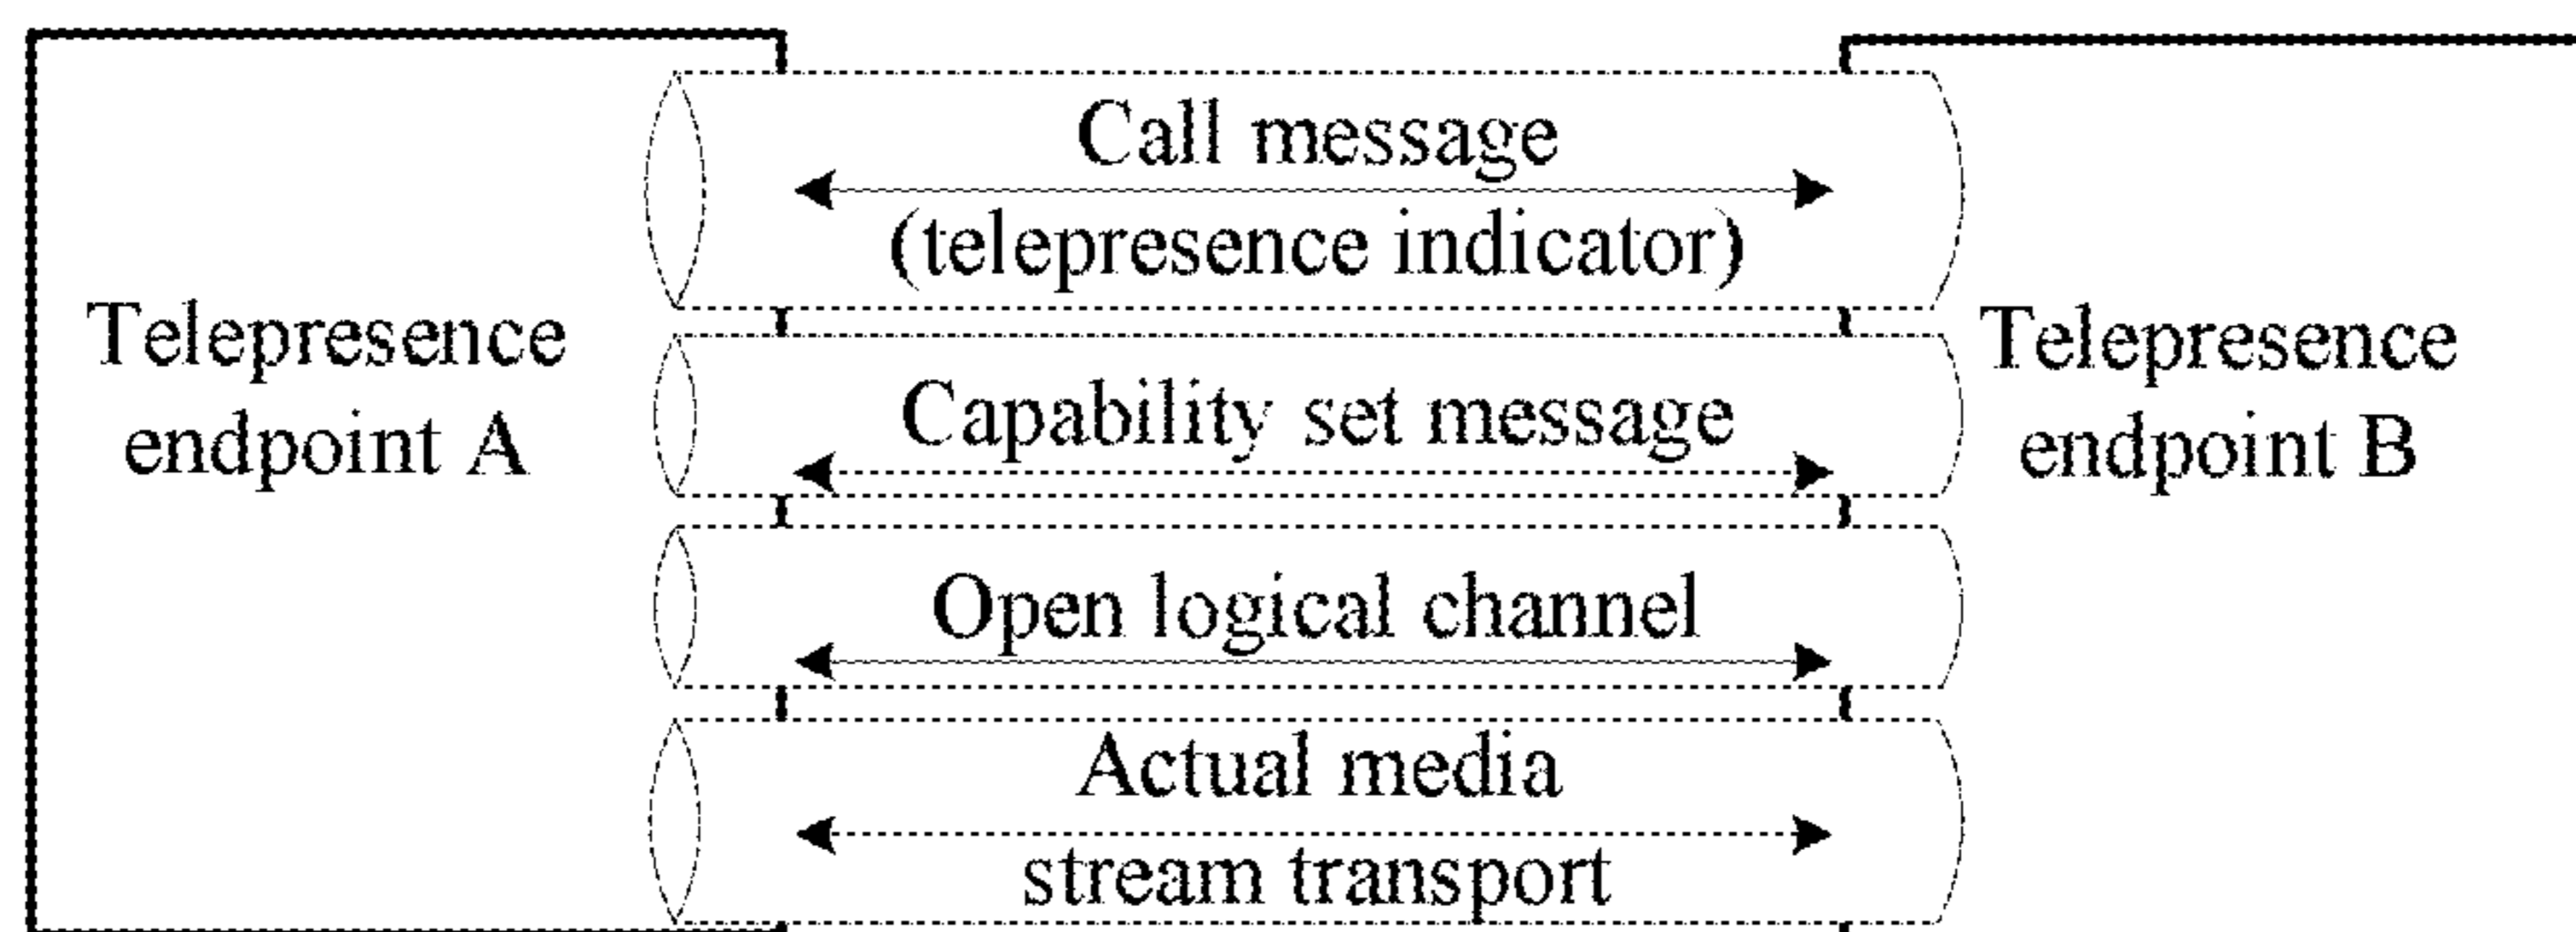 Telepresence
endpoint A
Call message
(telepresence indicator)
Capability set message
Open logical channel
Actual media
stream transport
Telepresence
endpoint B